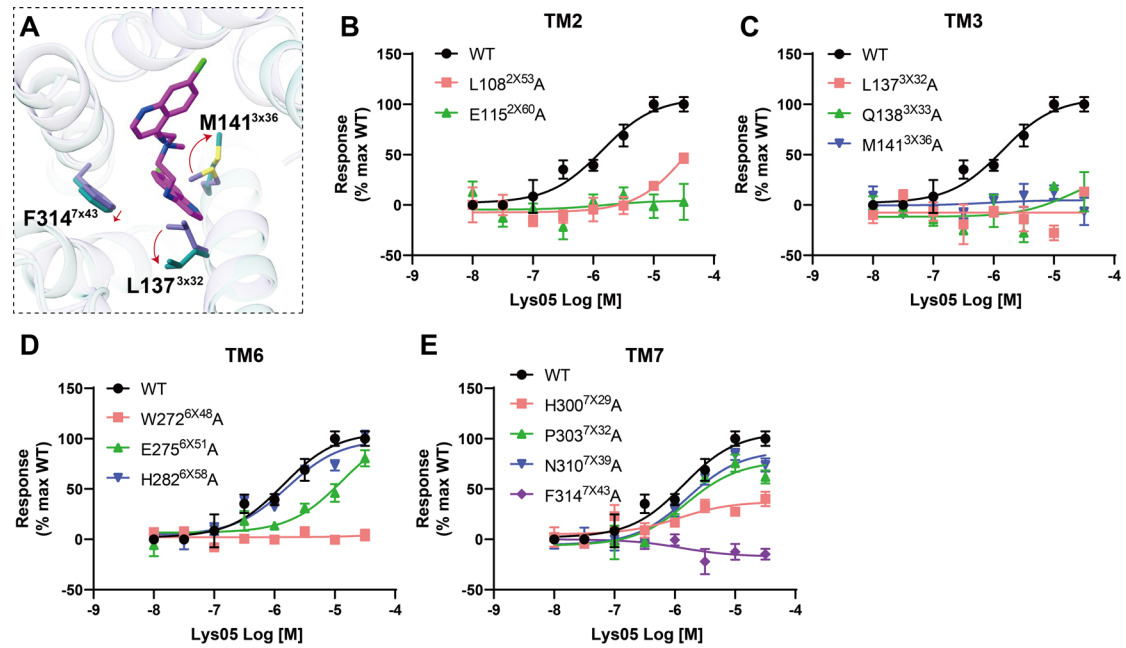 A
M141³ˣ³⁶
F314⁷ˣ⁴³
L137³ˣ³²
B
TM2
WT
L108²ˣ⁵³A
E115²ˣ⁶⁰A
Response
(% max WT)
150
100
50
0
-50
-9 -8 -7 -6 -5 -4
Lys05 Log [M]
C
TM3
WT
L137³ˣ³²A
Q138³ˣ³³A
M141³ˣ³⁶A
Response
(% max WT)
150
100
50
0
-50
-9 -8 -7 -6 -5 -4
Lys05 Log [M]
D
TM6
WT
W272⁶ˣ⁴⁸A
E275⁶ˣ⁵¹A
H282⁶ˣ⁵⁸A
Response
(% max WT)
150
100
50
0
-50
-9 -8 -7 -6 -5 -4
Lys05 Log [M]
E
TM7
WT
H300⁷ˣ²⁹A
P303⁷ˣ³²A
N310⁷ˣ³⁹A
F314⁷ˣ⁴³A
Response
(% max WT)
150
100
50
0
-50
-9 -8 -7 -6 -5 -4
Lys05 Log [M]